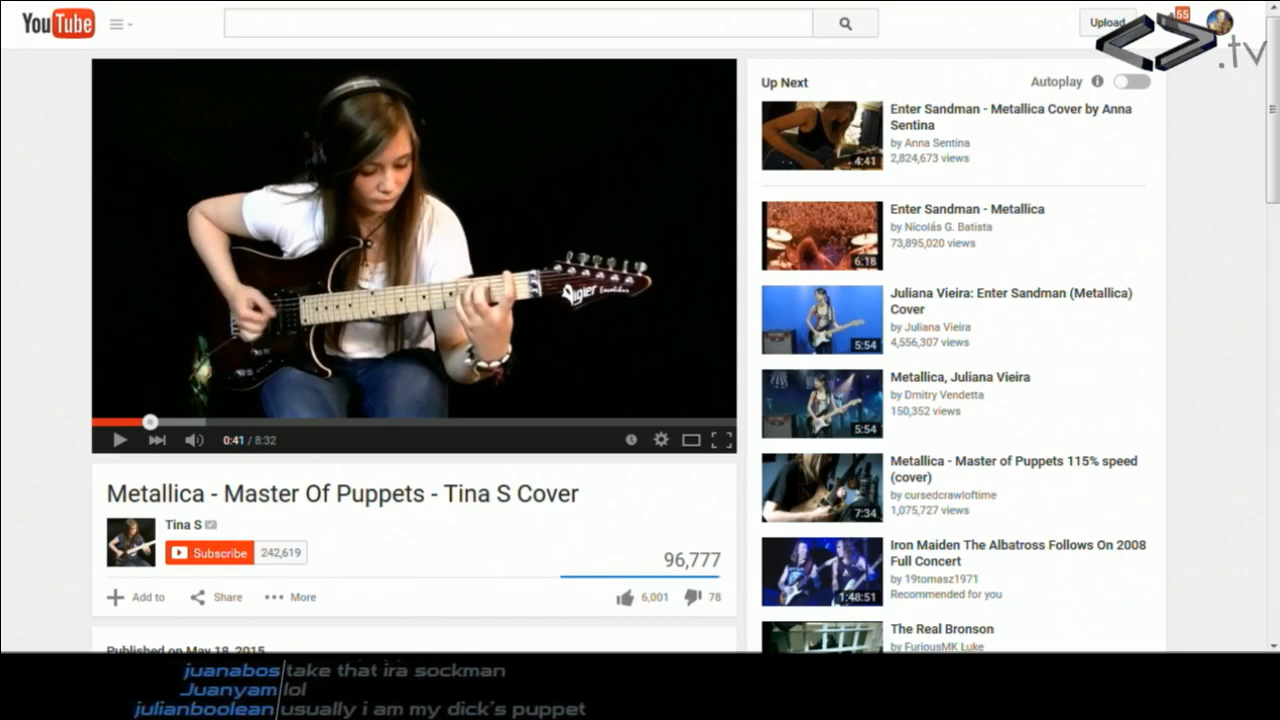 YouTube
Upload
55
.tv
Vigier Excalibur
0:41 / 8:32
Metallica - Master Of Puppets - Tina S Cover
Tina S
Subscribe 242,619
96,777
Add to Share More 6,001 78
Published on May 18, 2015
Up Next Autoplay
Enter Sandman - Metallica Cover by Anna
Sentina
by Anna Sentina
2,824,673 views
4:41
Enter Sandman - Metallica
by Nicolás G. Batista
73,895,020 views
6:18
Juliana Vieira: Enter Sandman (Metallica)
Cover
by Juliana Vieira
4,556,307 views
5:54
Metallica, Juliana Vieira
by Dmitry Vendetta
150,352 views
5:54
Metallica - Master of Puppets 115% speed
(cover)
by cursedcrawloftime
1,075,727 views
7:34
Iron Maiden The Albatross Follows On 2008
Full Concert
by 19tomasz1971
Recommended for you
1:48:51
The Real Bronson
by FuriousMK Luke
juanabos take that ira sockman
Juanyam lol
julianboolean usually i am my dick's puppet